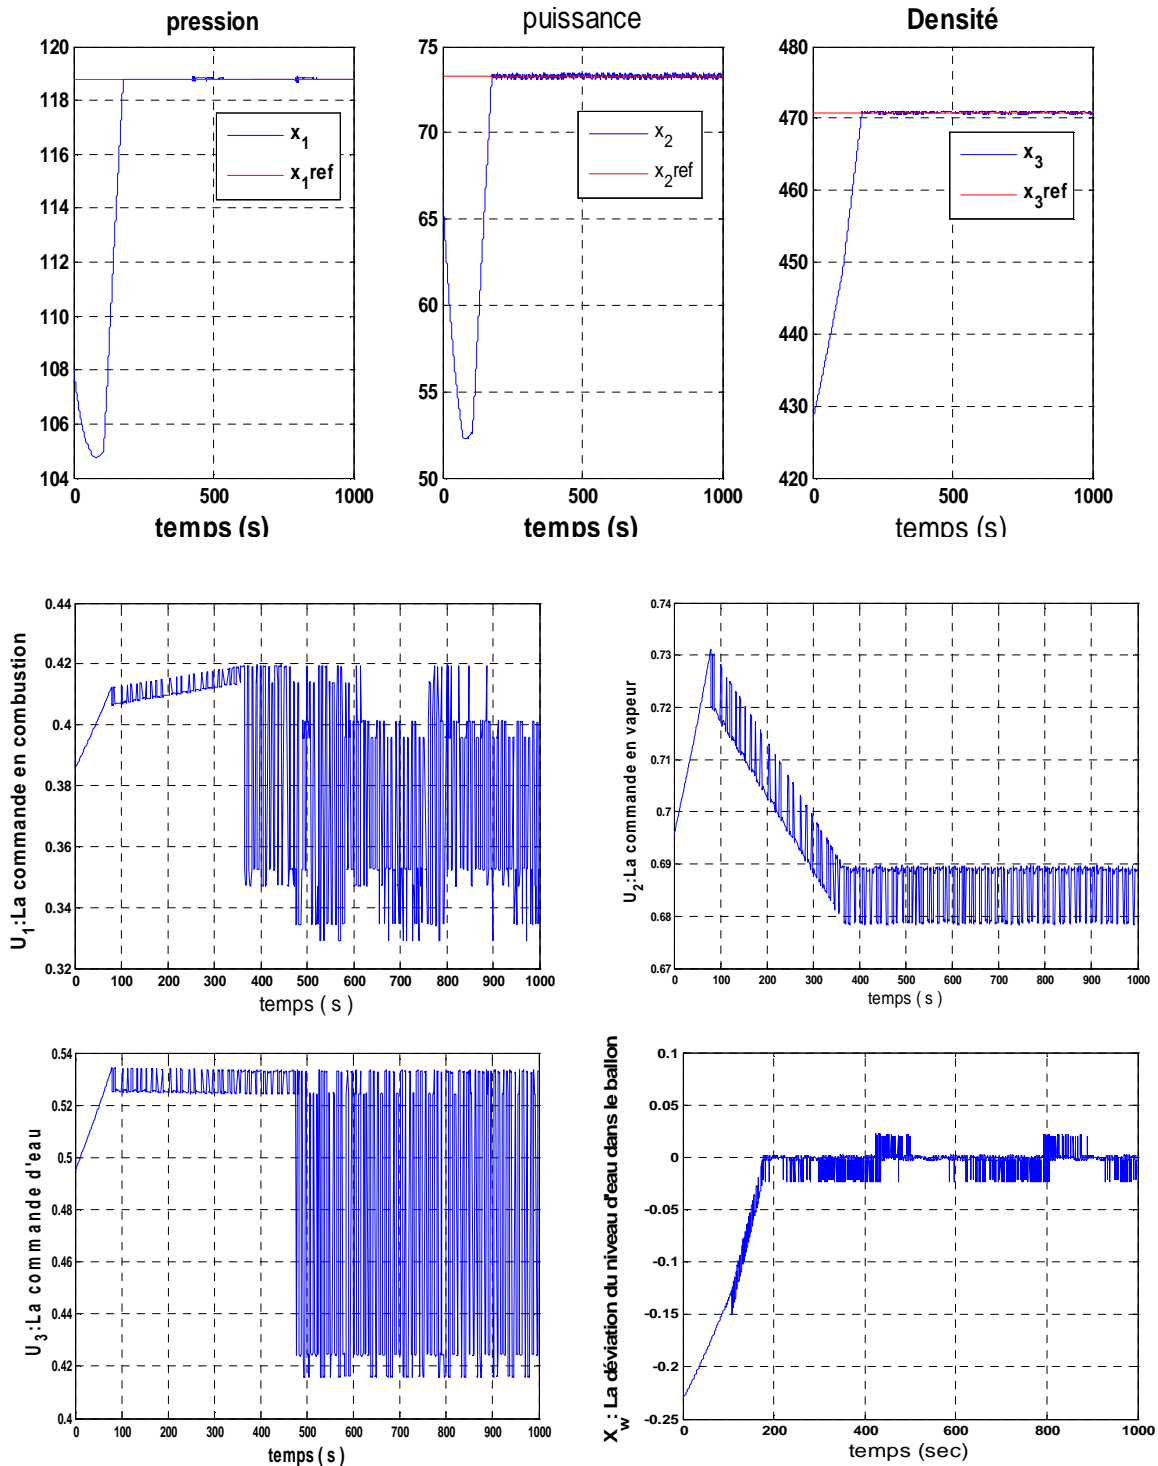 pression puissance Densité
120 75 480
118 470
116 70
x1 x2 x3
x1ref x2ref x3ref
114 460
65
112 450
110 60
440
108
55 430
106
104 50 420
0 500 1000 0 500 1000 0 500 1000
temps (s) temps (s) temps (s)
U1:La commande en combustion
0.44
0.42
0.4
0.38
0.36
0.34
0.32
0 100 200 300 400 500 600 700 800 900 1000
temps ( s )
U2:La commande en vapeur
0.74
0.73
0.72
0.71
0.7
0.69
0.68
0.67
0 100 200 300 400 500 600 700 800 900 1000
temps ( s )
U3:La commande d'eau
0.54
0.52
0.5
0.48
0.46
0.44
0.42
0.4
0 100 200 300 400 500 600 700 800 900 1000
temps ( s )
Xw: La déviation du niveau d'eau dans le ballon
0.1
0.05
0
-0.05
-0.1
-0.15
-0.2
-0.25
0 200 400 600 800 1000
temps (sec)